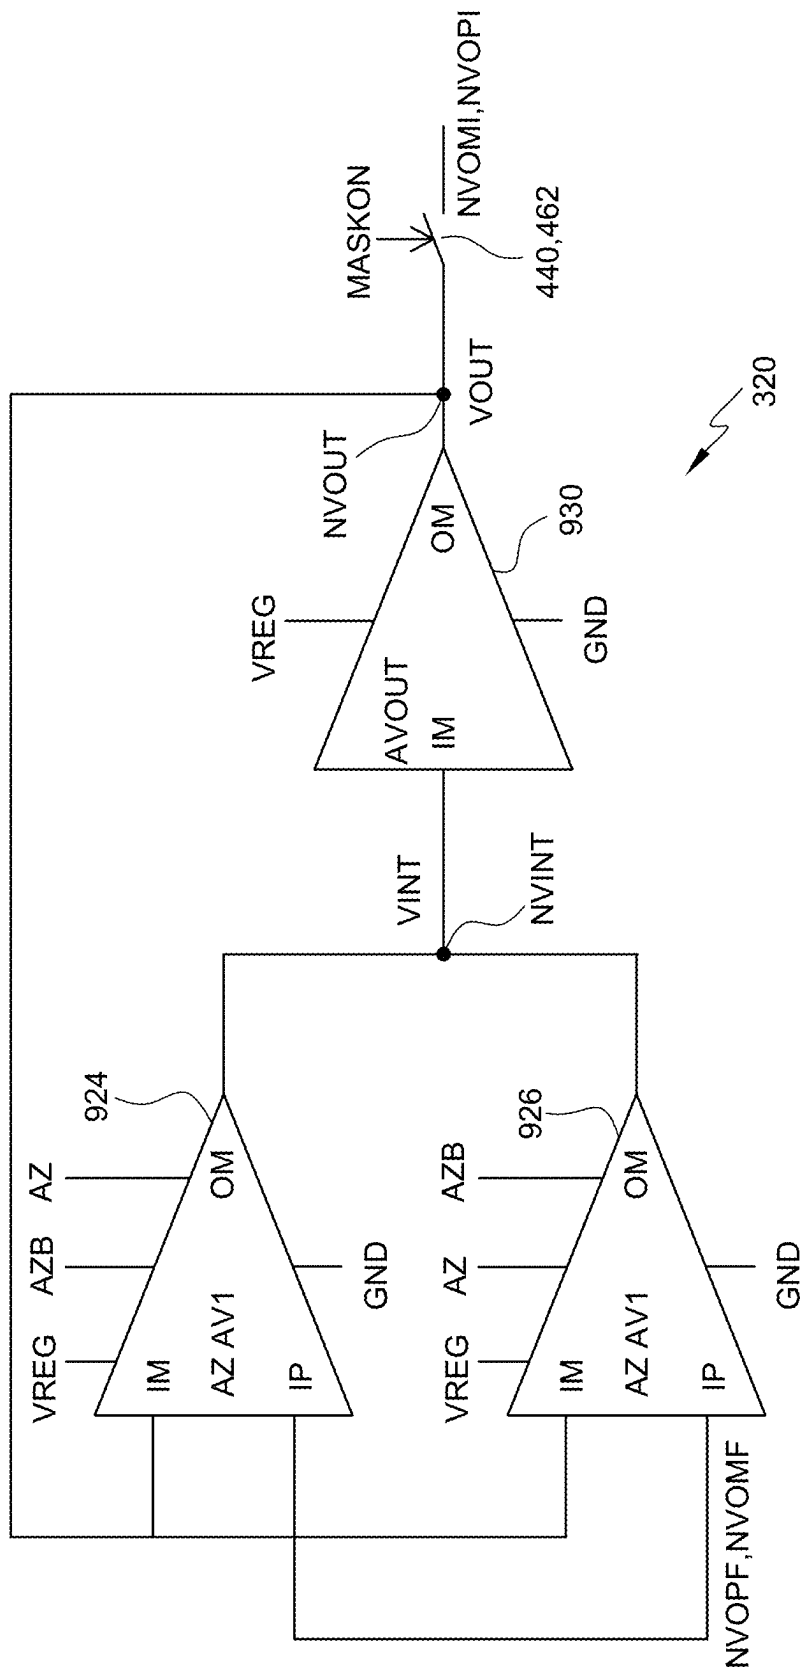 AZ
924
AZB
VREG
IM
AZ AV1
OM
IP
GND
AZB
926
AZ
VREG
IM
AZ AV1
OM
IP
GND
NVOPF,NVOMF
VINT
NVINT
VREG
AVOUT
IM
OM
GND
930
NVOUT
VOUT
MASKON
440,462
NVOMI,NVOPI
320